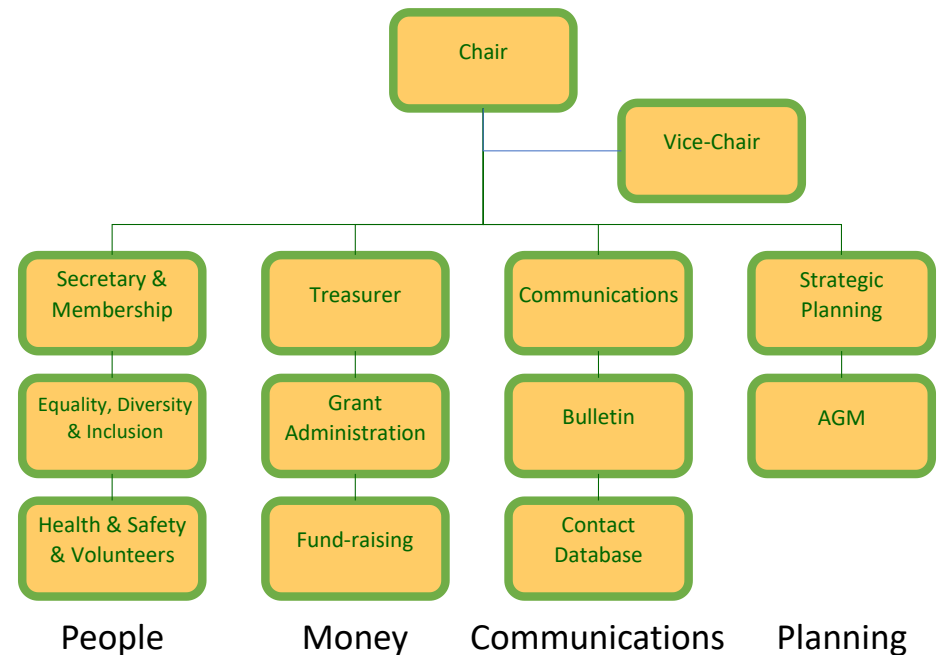 Chair
Vice-Chair
Secretary &
Membership
Treasurer
Communications
Strategic
Planning
Equality, Diversity
& Inclusion
Grant
Administration
Bulletin
AGM
Health & Safety
& Volunteers
Fund-raising
Contact
Database
People
Money
Communications
Planning